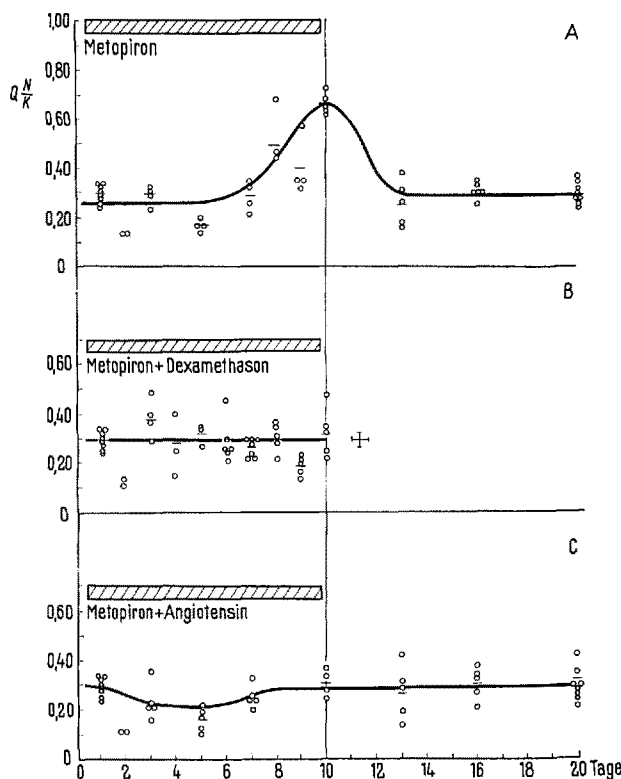 1,00
A
Metopiron
0,80
Q N/K
0,60
0,40
0,20
0
B
0,60
Metopiron+Dexamethason
0,40
0,20
0
C
0,60
Metopiron+Angiotensin
0,40
0,20
0
0 2 4 6 8 10 12 14 16 18 20 Tage